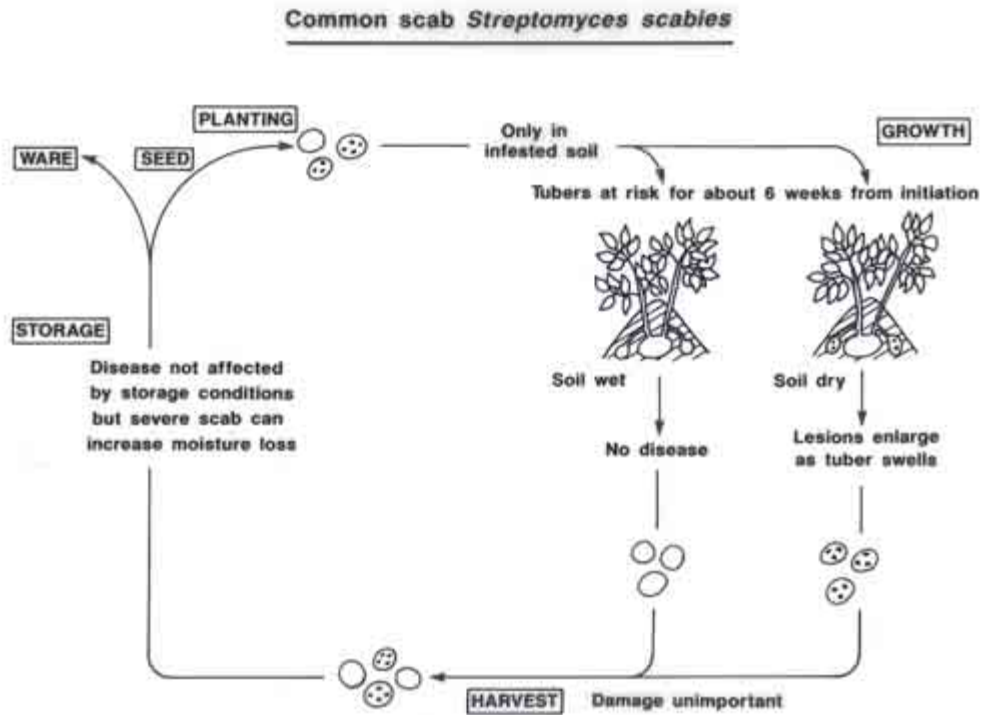 Common scab Streptomyces scabies
PLANTING
WARE
SEED
Only in
infested soil
GROWTH
Tubers at risk for about 6 weeks from initiation
STORAGE
Disease not affected
by storage conditions
but severe scab can
increase moisture loss
Soil wet
Soil dry
No disease
Lesions enlarge
as tuber swells
HARVEST
Damage unimportant